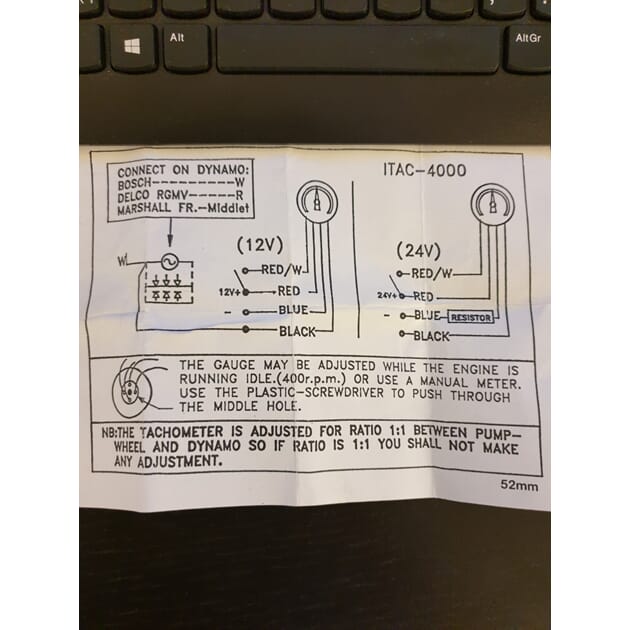 Alt
AltGr
CONNECT ON DYNAMO:
BOSCH------------W
DELCO RGMV-----R
MARSHALL FR.-Middlet
W
(12V)
RED/W
12V+ RED
- BLUE
BLACK
ITAC-4000
(24V)
RED/W
24V+ RED
- BLUE RESISTOR
BLACK
THE GAUGE MAY BE ADJUSTED WHILE THE ENGINE IS
RUNNING IDLE.(400r.p.m.) OR USE A MANUAL METER.
USE THE PLASTIC-SCREWDRIVER TO PUSH THROUGH
THE MIDDLE HOLE.
NB:THE TACHOMETER IS ADJUSTED FOR RATIO 1:1 BETWEEN PUMP-
WHEEL AND DYNAMO SO IF RATIO IS 1:1 YOU SHALL NOT MAKE
ANY ADJUSTMENT.
52mm